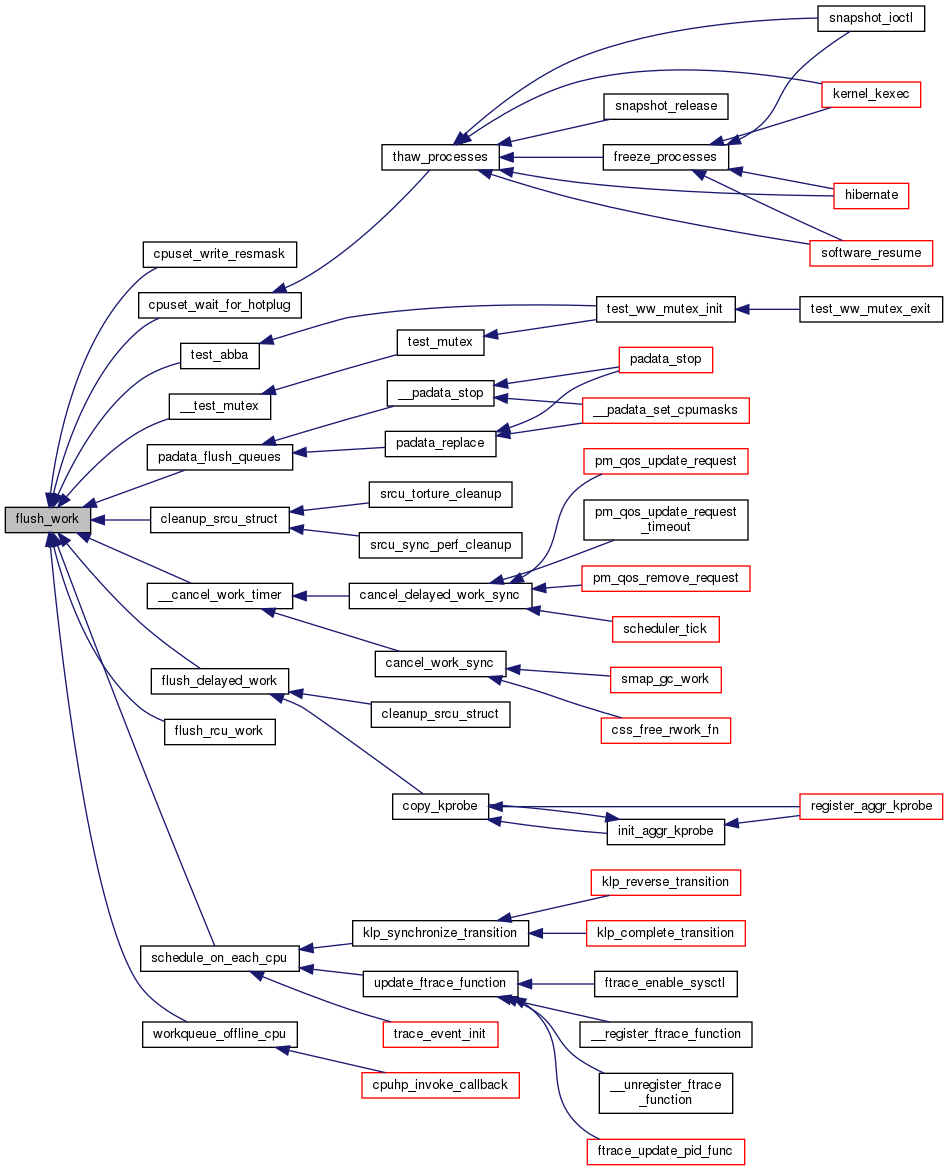 snapshot_ioctl
kernel_kexec
snapshot_release
thaw_processes
freeze_processes
hibernate
cpuset_write_resmask
software_resume
cpuset_wait_for_hotplug
test_ww_mutex_init
test_ww_mutex_exit
test_abba
test_mutex
padata_stop
__test_mutex
__padata_stop
__padata_set_cpumasks
padata_flush_queues
padata_replace
pm_qos_update_request
srcu_torture_cleanup
flush_work
cleanup_srcu_struct
pm_qos_update_request
_timeout
srcu_sync_perf_cleanup
pm_qos_remove_request
__cancel_work_timer
cancel_delayed_work_sync
scheduler_tick
cancel_work_sync
flush_delayed_work
smap_gc_work
cleanup_srcu_struct
flush_rcu_work
css_free_rwork_fn
copy_kprobe
register_aggr_kprobe
init_aggr_kprobe
klp_reverse_transition
klp_synchronize_transition
klp_complete_transition
schedule_on_each_cpu
update_ftrace_function
ftrace_enable_sysctl
workqueue_offline_cpu
trace_event_init
__register_ftrace_function
cpuhp_invoke_callback
__unregister_ftrace
_function
ftrace_update_pid_func